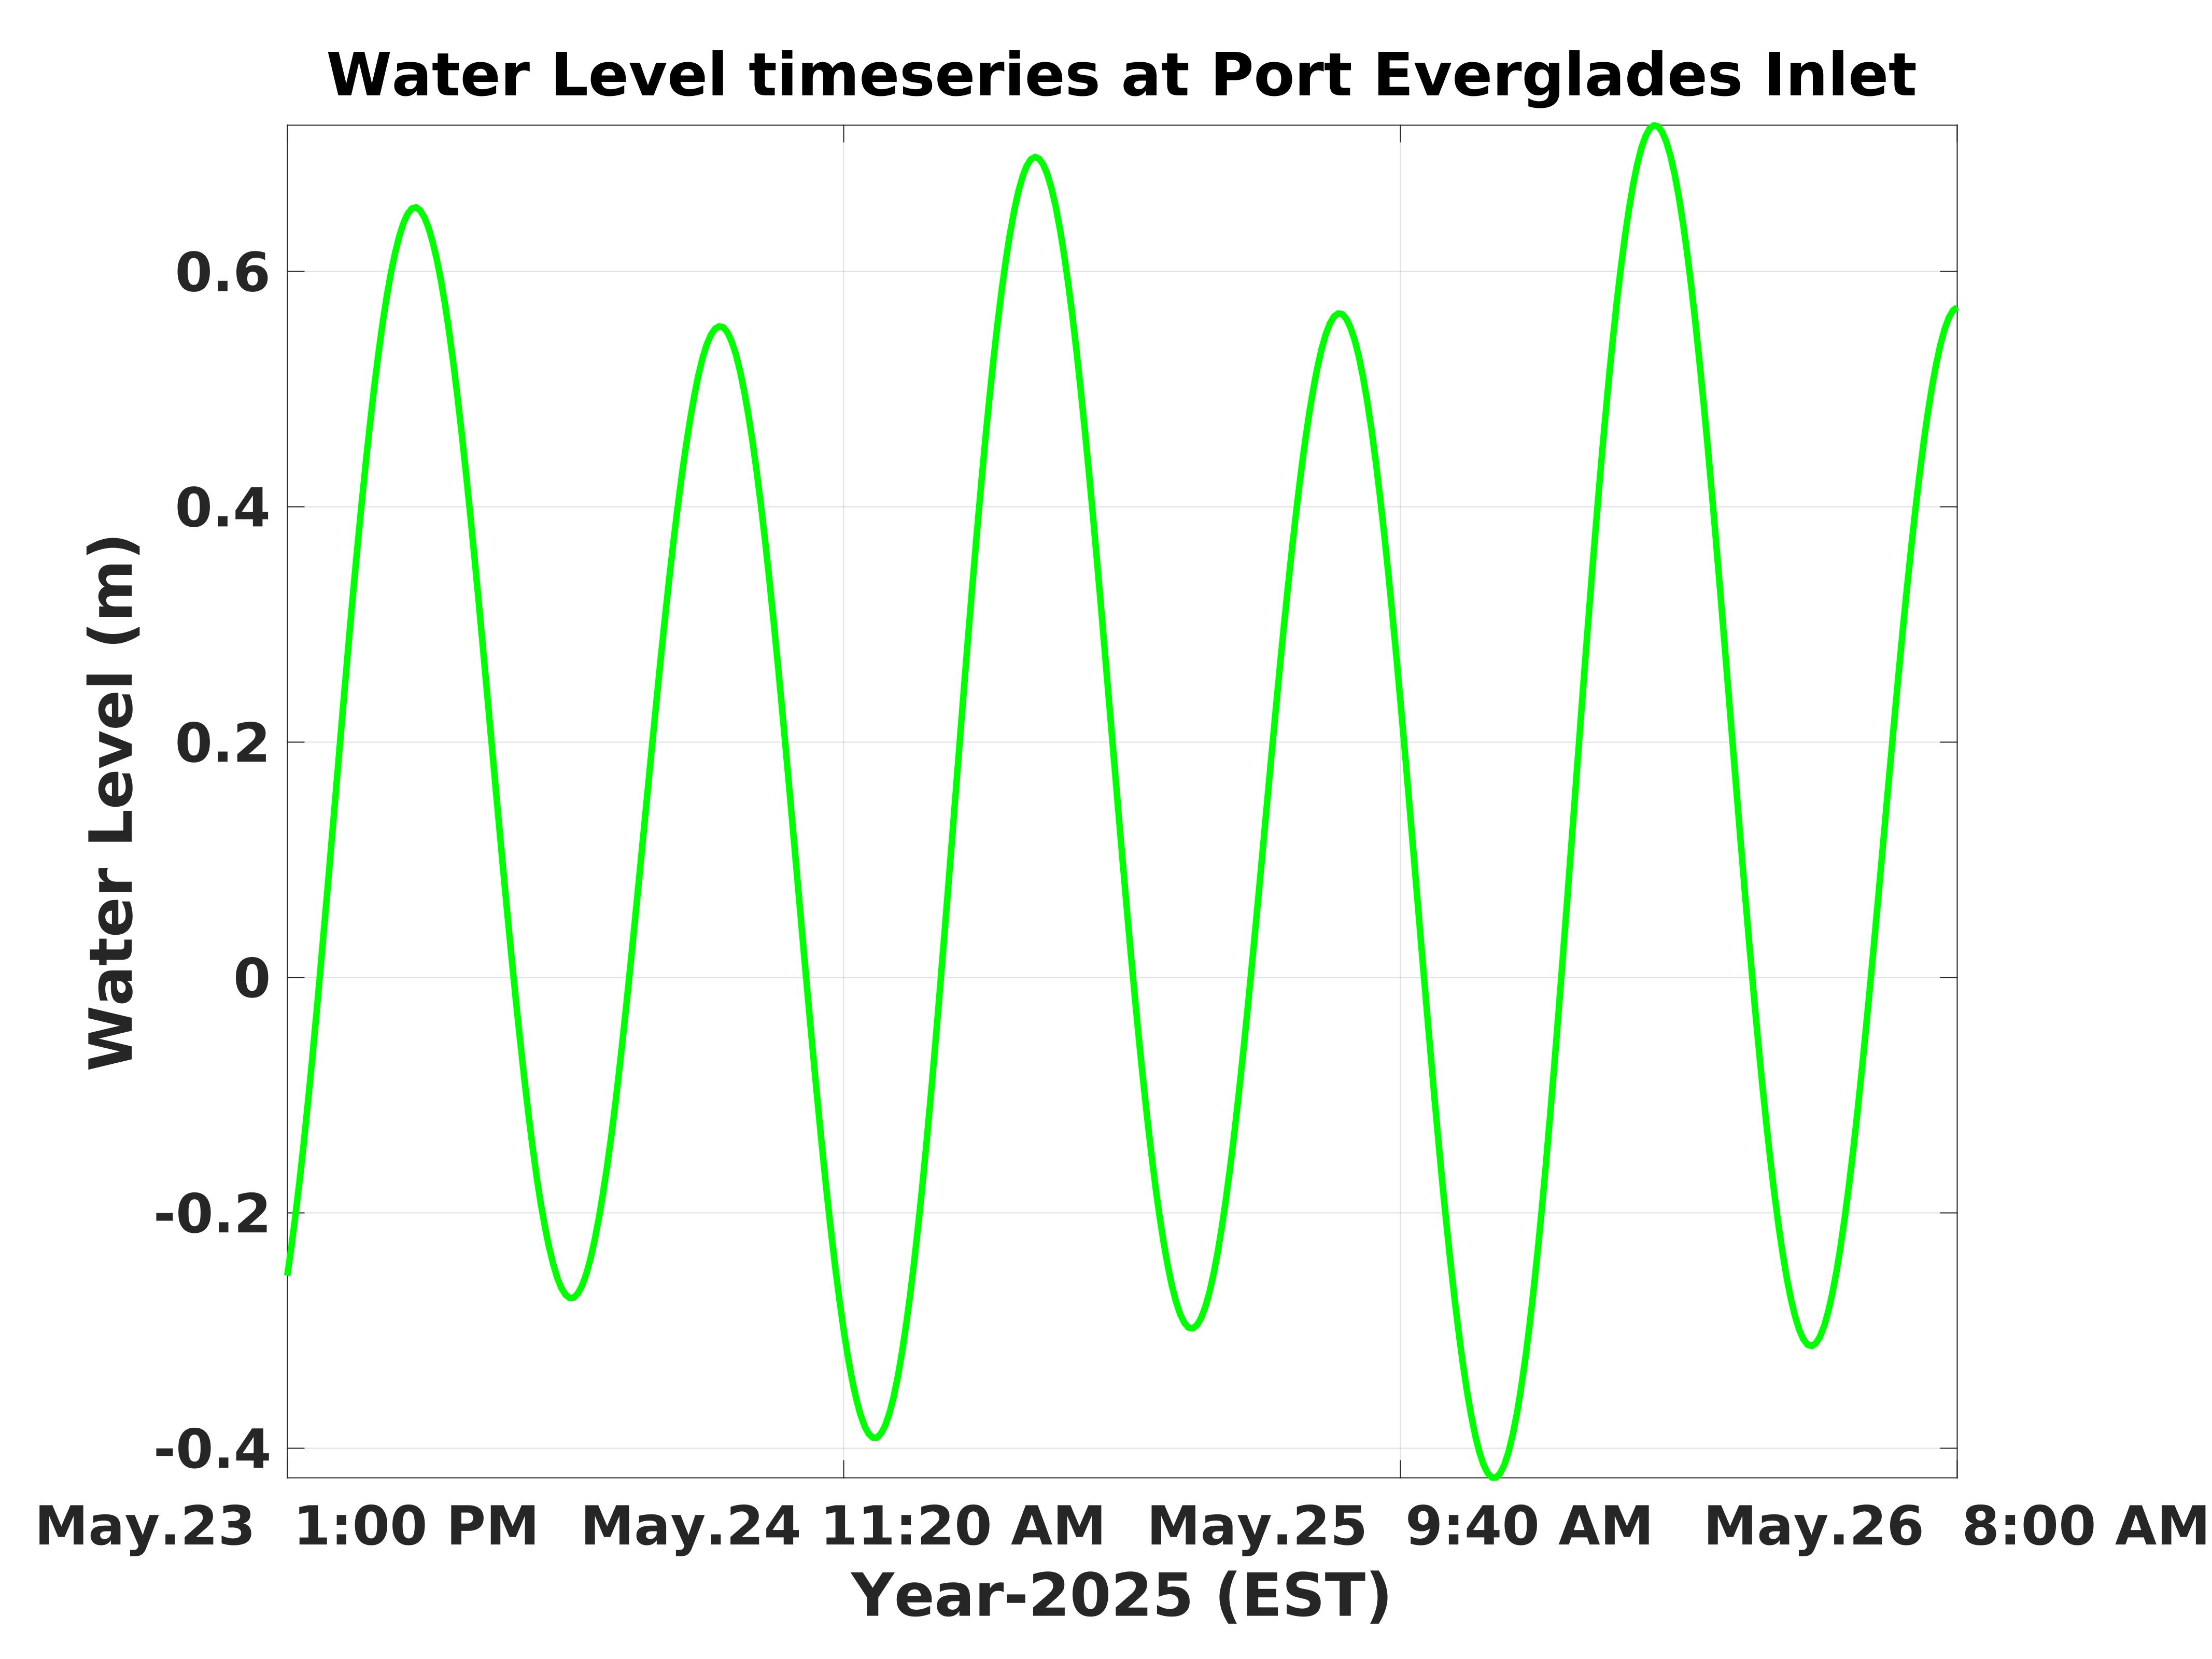 Water Level timeseries at Port Everglades Inlet
Water Level (m)
0.6
0.4
0.2
0
-0.2
-0.4
May.23 1:00 PM May.24 11:20 AM May.25 9:40 AM May.26 8:00 AM
Year-2025 (EST)